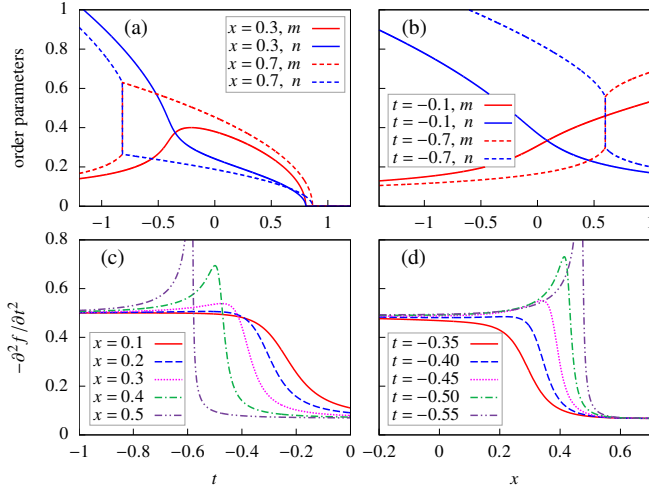 (a)
x = 0.3, m
x = 0.3, n
x = 0.7, m
x = 0.7, n
order parameters
1
0.8
0.6
0.4
0.2
0
−1 −0.5 0 0.5 1
(b)
t = −0.1, m
t = −0.1, n
t = −0.7, m
t = −0.7, n
−1 −0.5 0 0.5 1
(c)
x = 0.1
x = 0.2
x = 0.3
x = 0.4
x = 0.5
−∂²f/∂t²
0.8
0.6
0.4
0.2
0
−1 −0.8 −0.6 −0.4 −0.2 0
t
(d)
t = −0.35
t = −0.40
t = −0.45
t = −0.50
t = −0.55
−0.2 0 0.2 0.4 0.6
x